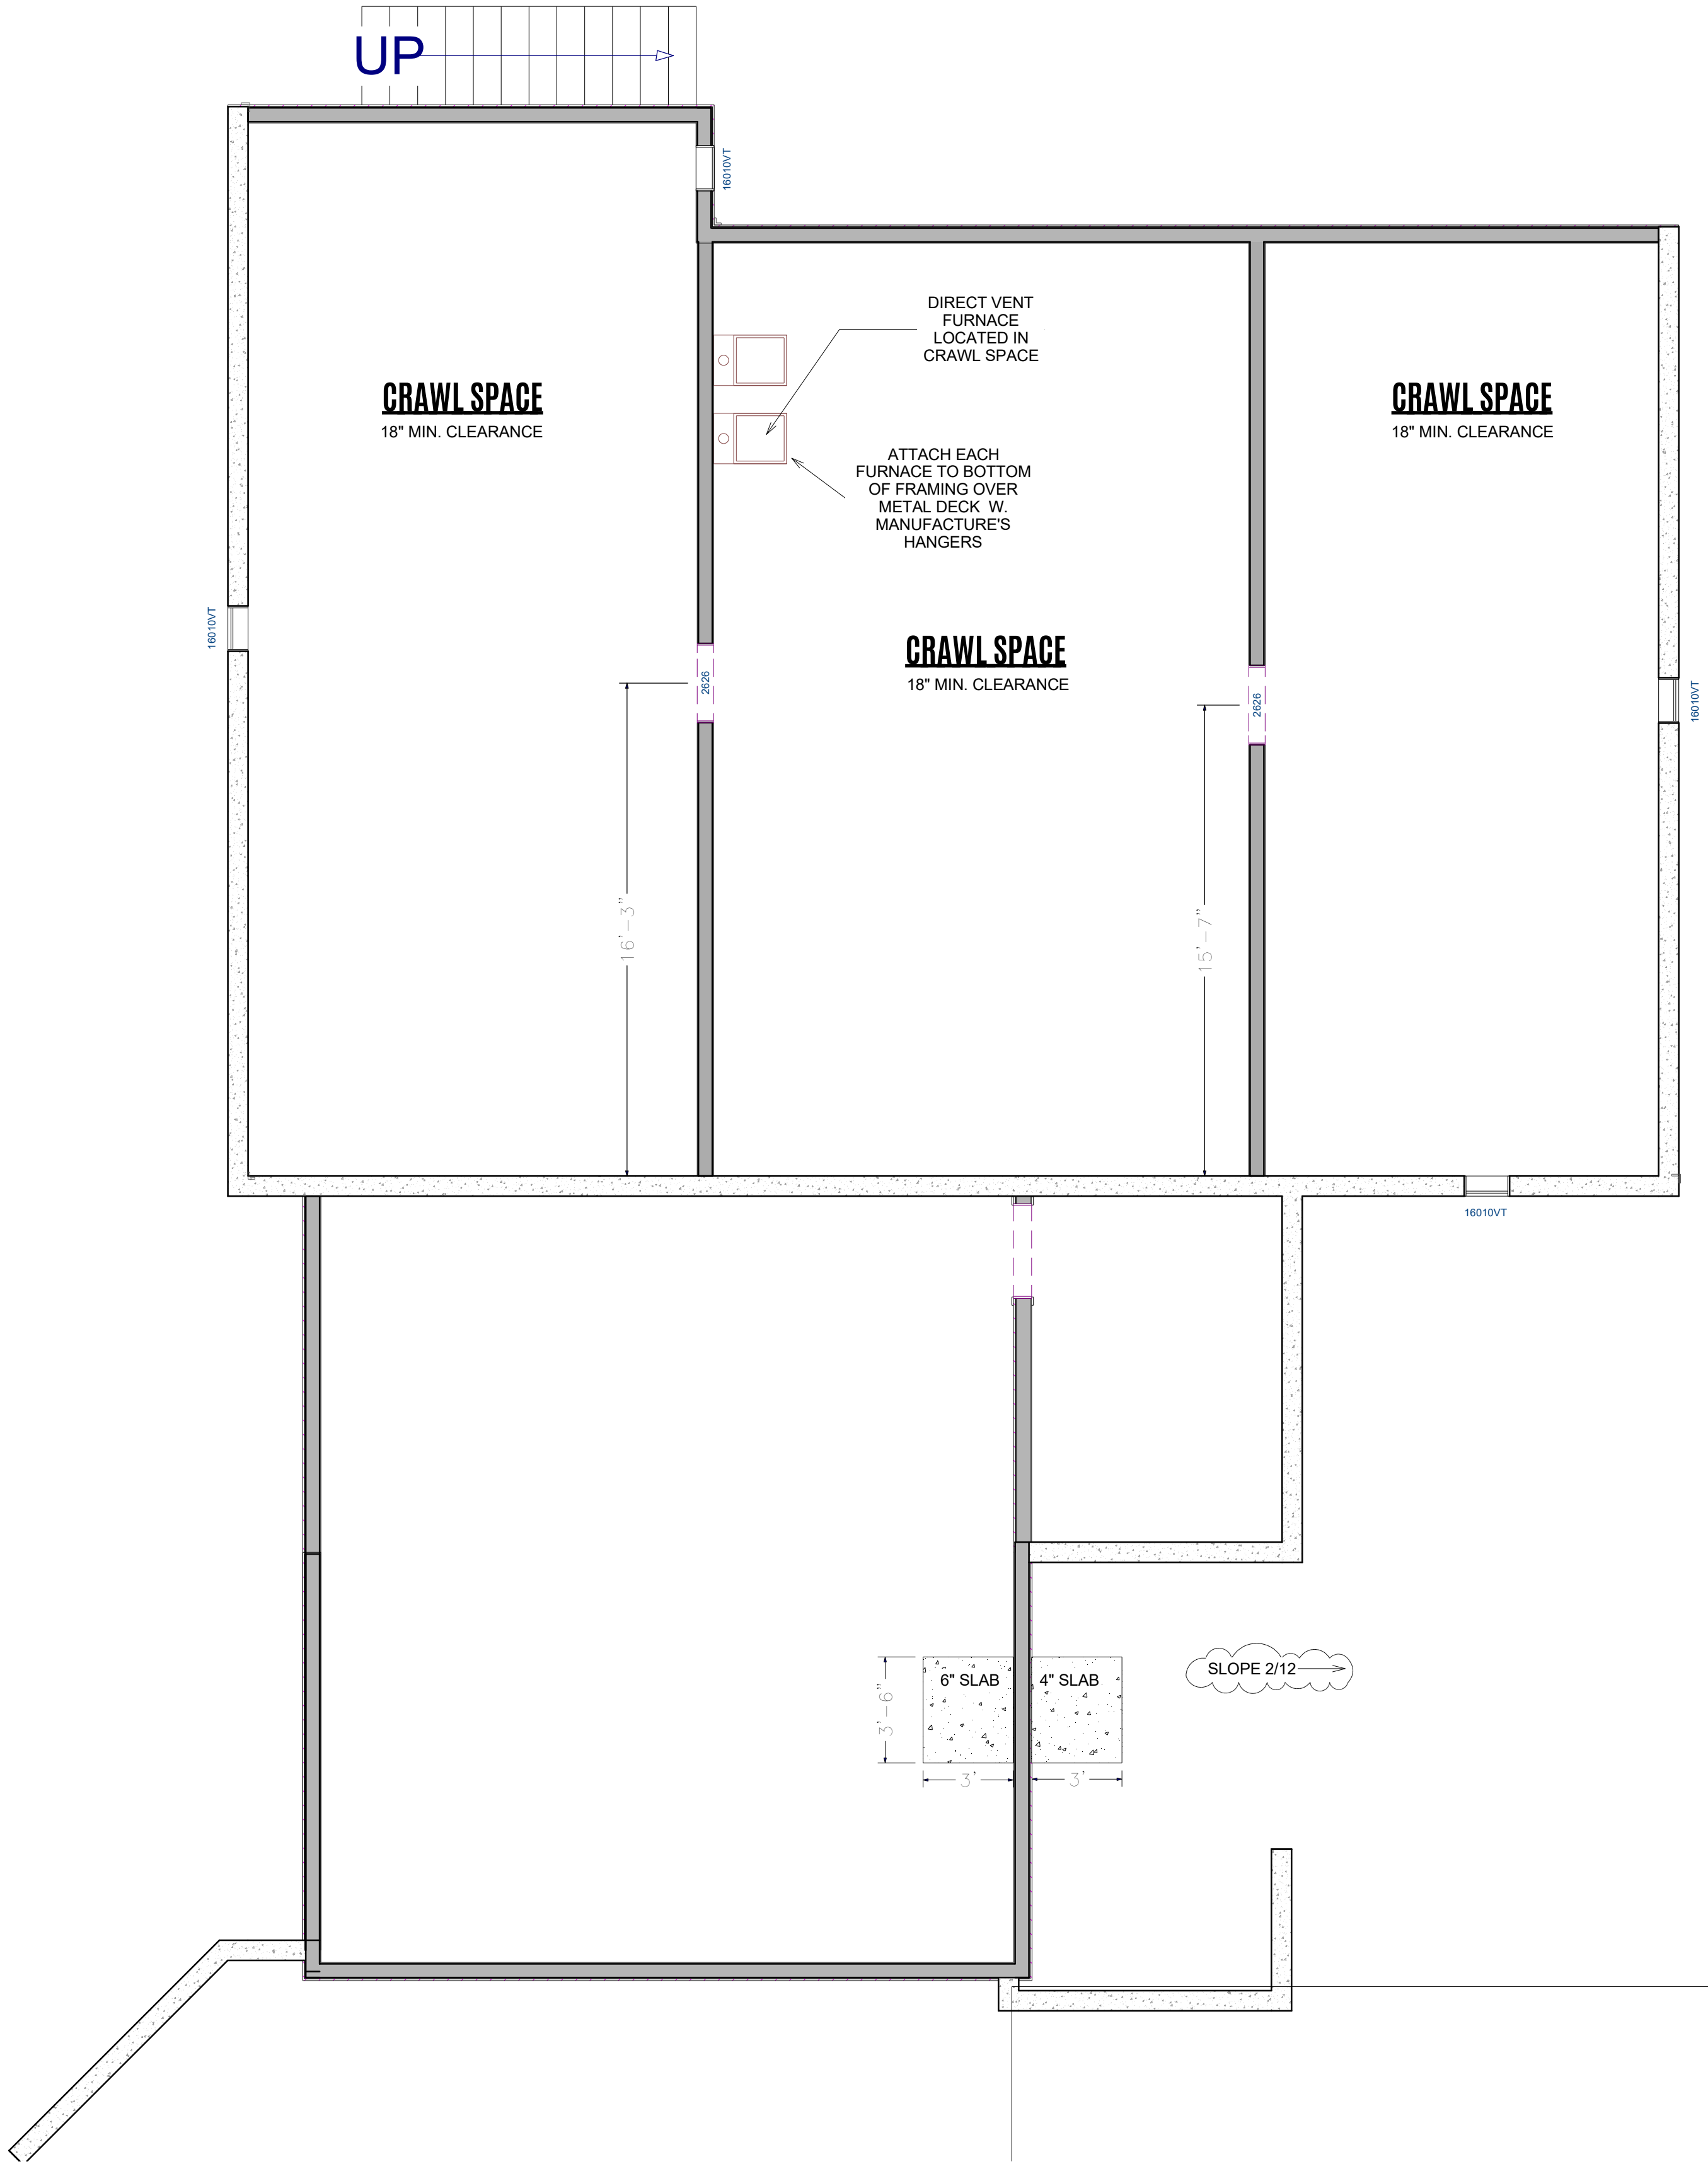 UP
16010VT
DIRECT VENT
FURNACE
LOCATED IN
CRAWL SPACE
CRAWL SPACE
18" MIN. CLEARANCE
CRAWL SPACE
18" MIN. CLEARANCE
ATTACH EACH
FURNACE TO BOTTOM
OF FRAMING OVER
METAL DECK W.
MANUFACTURE'S
HANGERS
16010VT
CRAWL SPACE
18" MIN. CLEARANCE
2626
2626
16010VT
16'-3"
15'-7"
16010VT
SLOPE 2/12
6" SLAB
4" SLAB
3'-6"
3'
3'